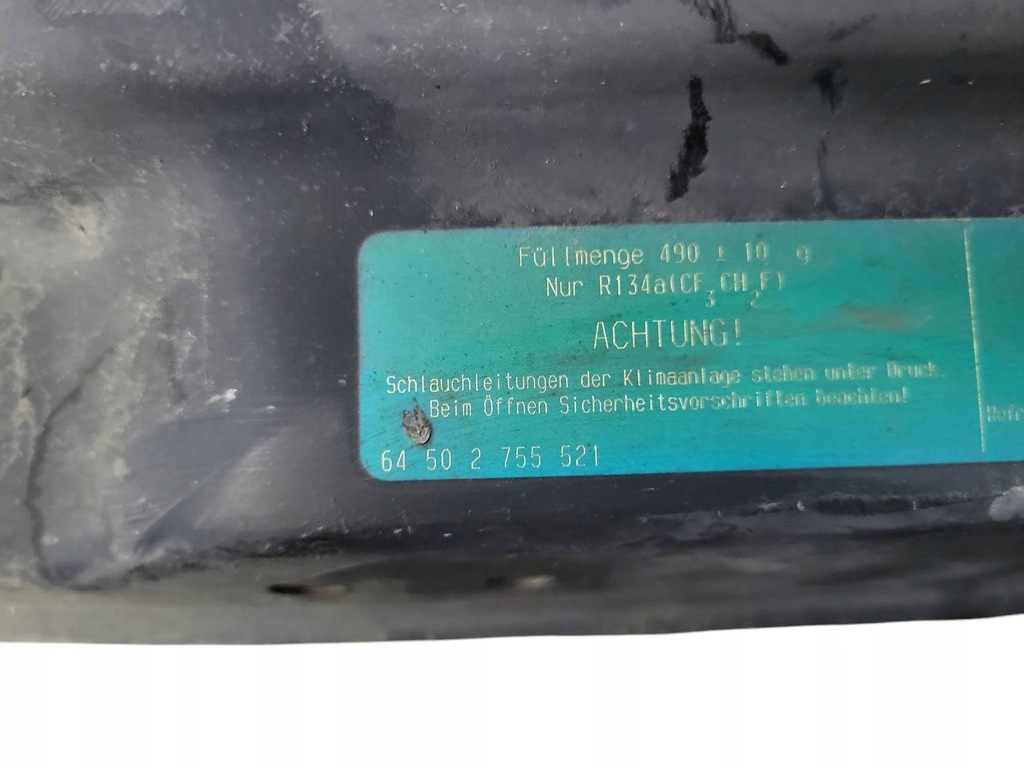 Füllmenge 490 ± 10 g
Nur R134a(CF₃CH₂F)
ACHTUNG!
Schlauchleitungen der Klimaanlage stehen unter Druck.
Beim Öffnen Sicherheitsvorschriften beachten!
64 50 2 755 521